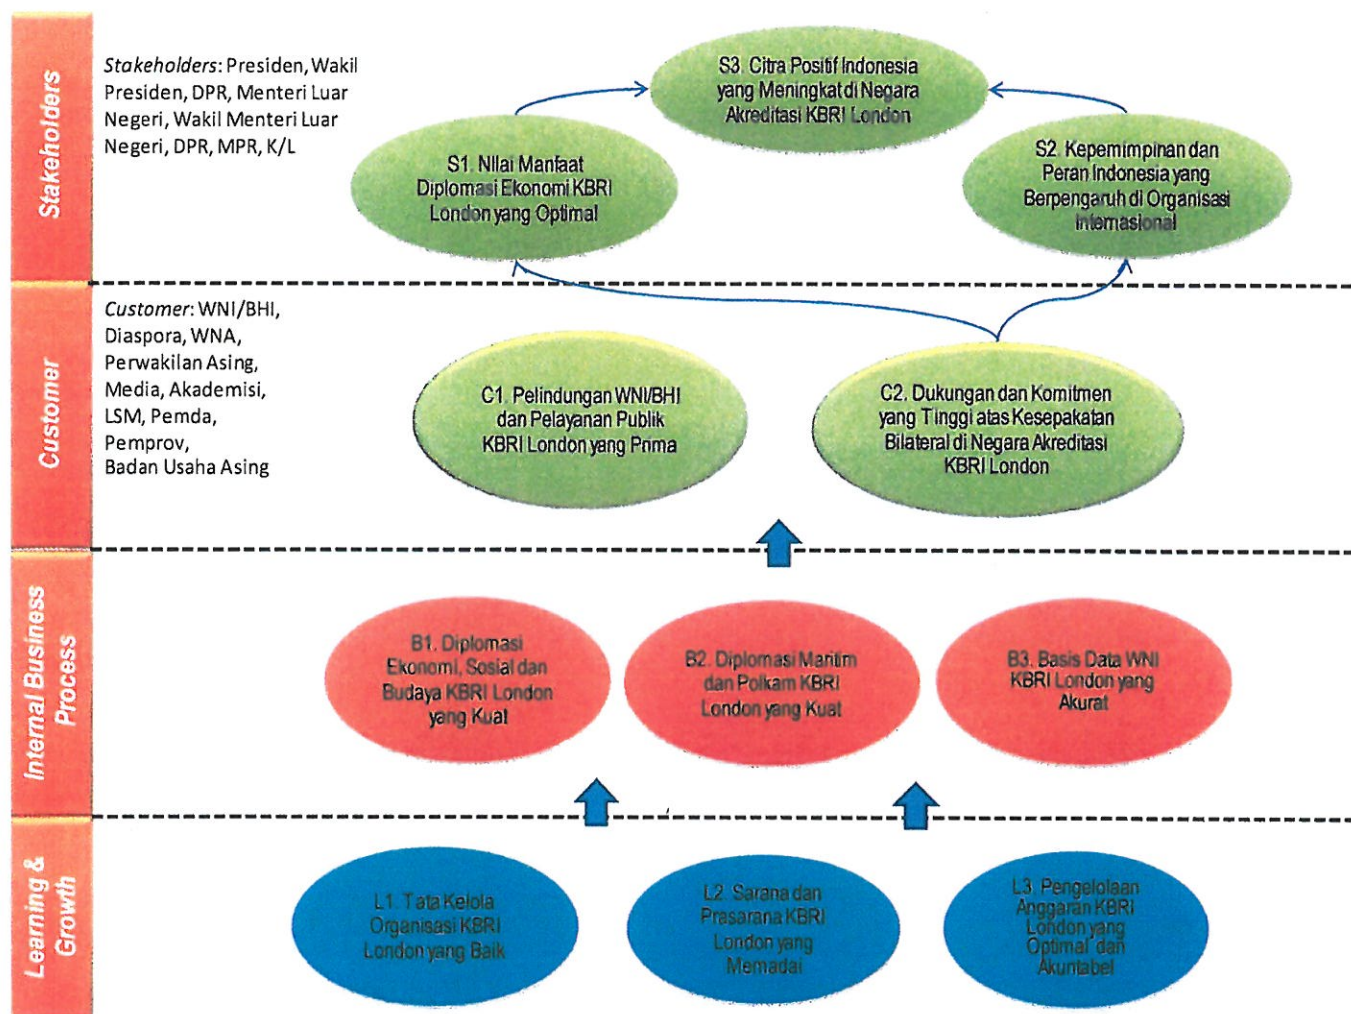 Stakeholders
Stakeholders: Presiden, Wakil
Presiden, DPR, Menteri Luar
Negeri, Wakil Menteri Luar
Negeri, DPR, MPR, K/L
S3. Citra Positif Indonesia
yang Meningkat di Negara
Akreditasi KBRI London
S1. Nilai Manfaat
Diplomasi Ekonomi KBRI
London yang Optimal
S2. Kepemimpinan dan
Peran Indonesia yang
Berpengaruh di Organisasi
Internasional
Customer
Customer: WNI/BHI,
Diaspora, WNA,
Perwakilan Asing,
Media, Akademisi,
LSM, Pemda,
Pemprov,
Badan Usaha Asing
C1. Pelindungan WNI/BHI
dan Pelayanan Publik
KBRI London yang Prima
C2. Dukungan dan Komitmen
yang Tinggi atas Kesepakatan
Bilateral di Negara Akreditasi
KBRI London
Internal Business
Process
B1. Diplomasi
Ekonomi, Sosial dan
Budaya KBRI London
yang Kuat
B2. Diplomasi Maritim
dan Polkam KBRI
London yang Kuat
B3. Basis Data WNI
KBRI London yang
Akurat
Learning &
Growth
L1. Tata Kelola
Organisasi KBRI
London yang Baik
L2. Sarana dan
Prasarana KBRI
London yang
Memadai
L3. Pengelolaan
Anggaran KBRI
London yang
Optimal dan
Akuntabel